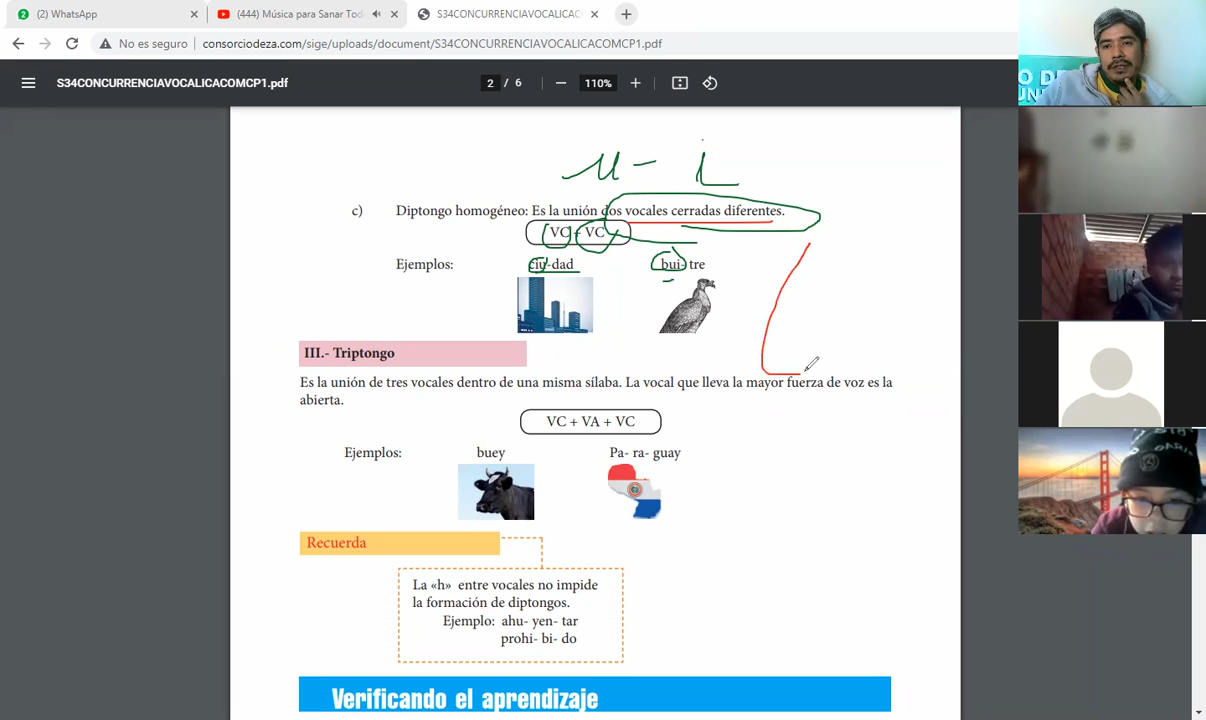 (2) WhatsApp
(444) Música para Sanar Tod
S34CONCURRENCIAVOCALICACOM
No es seguro
consorciodeza.com/sige/uploads/document/S34CONCURRENCIAVOCALICACOMCP1.pdf
S34CONCURRENCIAVOCALICACOMCP1.pdf
2 / 6
110%
u - i
c) Diptongo homogéneo: Es la unión dos vocales cerradas diferentes.
VC + VC
Ejemplos: ciu-dad bui- tre
III.- Triptongo
Es la unión de tres vocales dentro de una misma sílaba. La vocal que lleva la mayor fuerza de voz es la
abierta.
VC + VA + VC
Ejemplos: buey Pa- ra- guay
Recuerda
La «h» entre vocales no impide
la formación de diptongos.
Ejemplo: ahu- yen- tar
prohi- bi- do
Verificando el aprendizaje